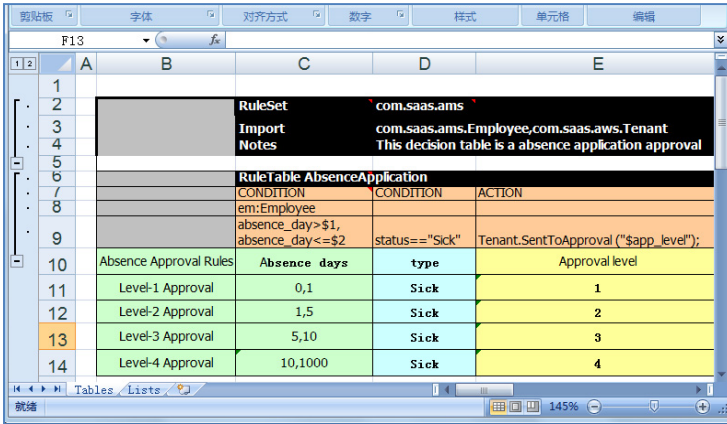 剪贴板 字体 对齐方式 数字 样式 单元格 编辑
F13 fx
1 2 A B C D E
1
2 RuleSet com.saas.ams
3 Import com.saas.ams.Employee,com.saas.aws.Tenant
4 Notes This decision table is a absence application approval
5
6 RuleTable AbsenceApplication
7 CONDITION CONDITION ACTION
8 em:Employee
absence_day>$1,
9 absence_day<=$2 status=="Sick" Tenant.SentToApproval ("$app_level");
10 Absence Approval Rules Absence days type Approval level
11 Level-1 Approval 0,1 Sick 1
12 Level-2 Approval 1,5 Sick 2
13 Level-3 Approval 5,10 Sick 3
14 Level-4 Approval 10,1000 Sick 4
Tables Lists
就绪 145%